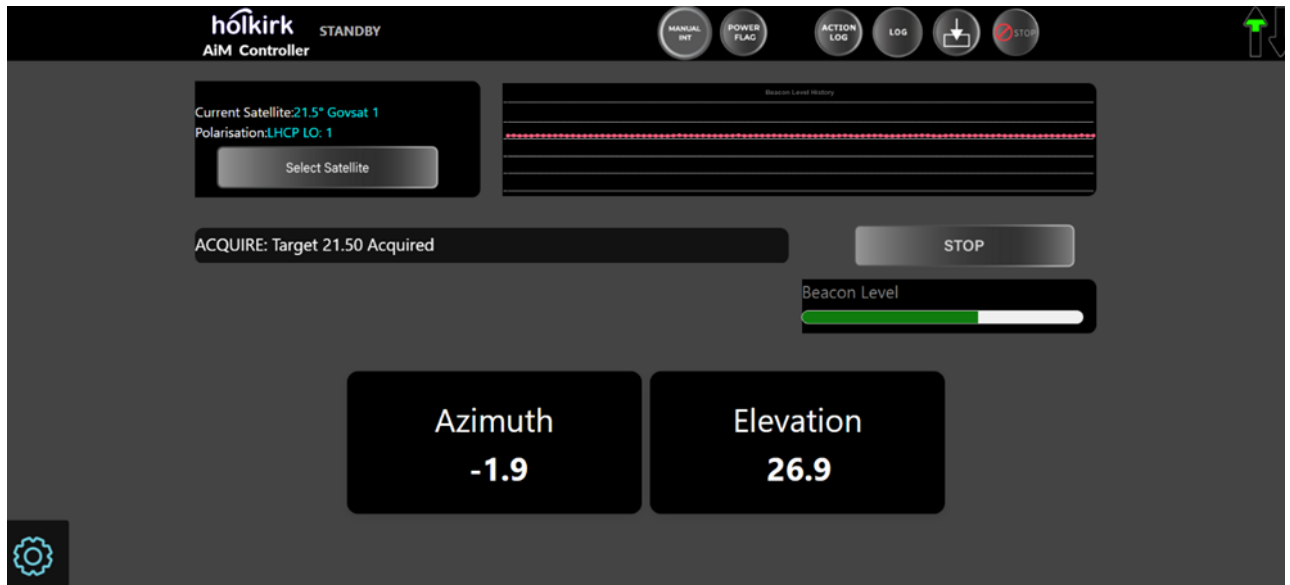 hölkirk STANDBY
AiM Controller
MANUAL
INT
POWER
FLAG
ACTION
LOG
LOG
STOP
Current Satellite:21.5° Govsat 1
Polarisation:LHCP LO: 1
Select Satellite
Beacon Level History
ACQUIRE: Target 21.50 Acquired
STOP
Beacon Level
Azimuth
-1.9
Elevation
26.9